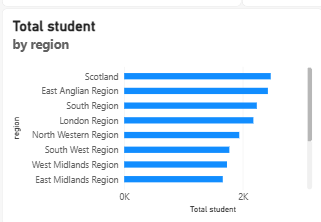 Total student
by region
Scotland
East Anglian Region
South Region
London Region
North Western Region
South West Region
West Midlands Region
East Midlands Region
region
0K 2K
Total student